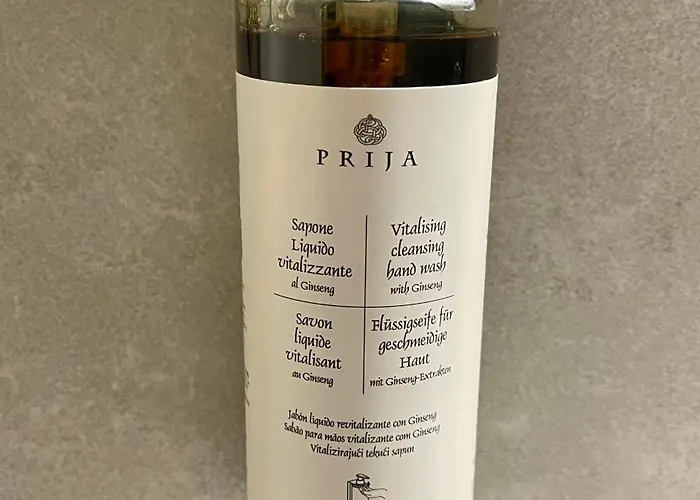 PRIJA
Sapone
Liquido
vitalizzante
al Ginseng
Vitalising
cleansing
hand wash
with Ginseng
Savon
liquide
vitalisant
au Ginseng
Flüssigseife für
geschmeidige
Haut
mit Ginseng-Extrakten
Jabón líquido revitalizante con Ginseng
Sabão para mãos vitalizante com Ginseng
Vitalizirajući tekući sapun